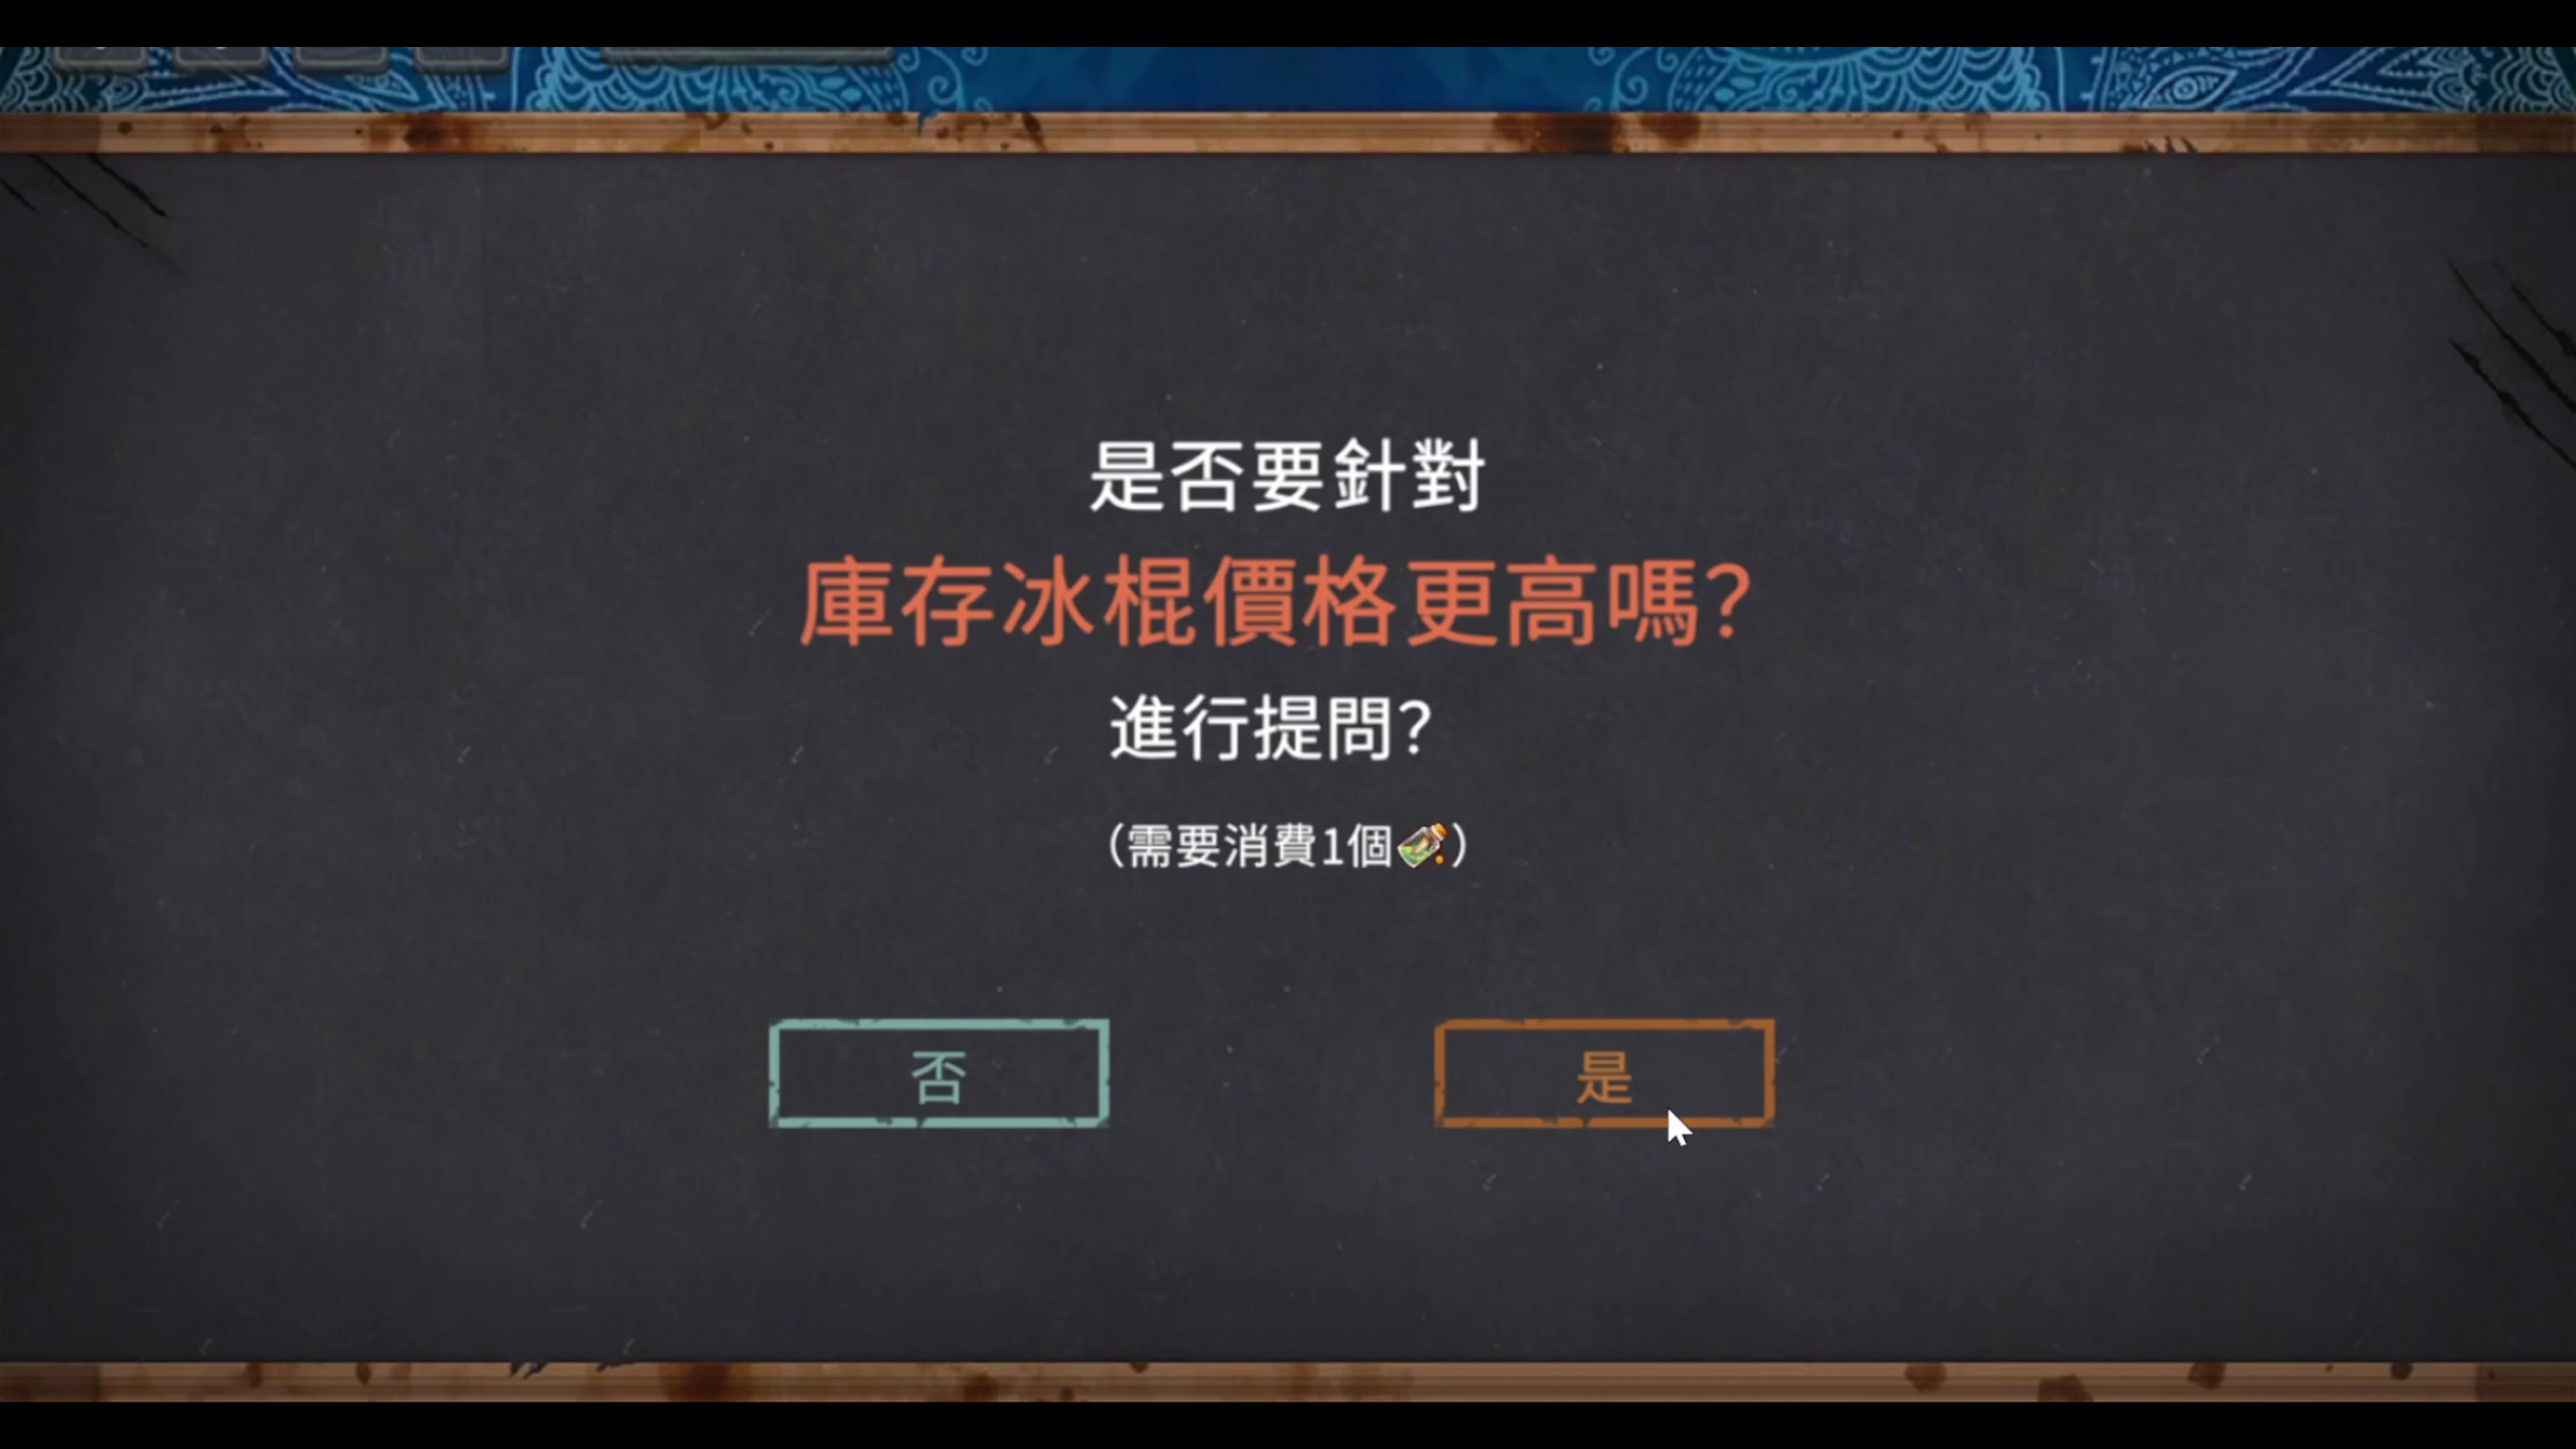 是否要針對
庫存冰棍價格更高嗎？
進行提問？
（需要消費1個）
否
是